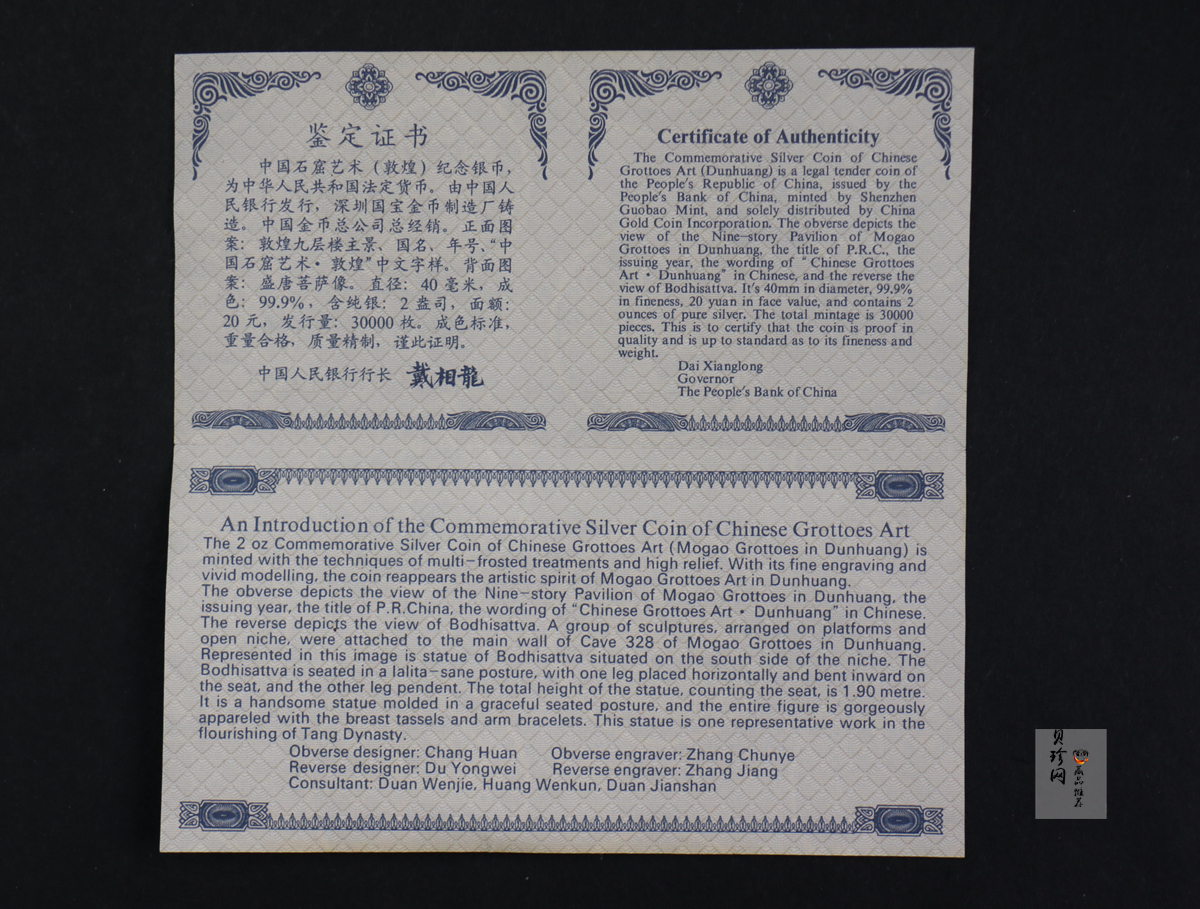 鉴定证书
中国石窟艺术（敦煌）纪念银币，
为中华人民共和国法定货币。由中国人
民银行发行，深圳国宝金币制造厂铸
造。中国金币总公司总经销。正面图
案：敦煌九层楼主景、国名、年号、“中
国石窟艺术·敦煌”中文字样。背面图
案：盛唐菩萨像。直径：40毫米，成
色：99.9%，含纯银：2盎司，面额：
20元，发行量：30000枚。成色标准，
重量合格，质量精制，谨此证明。
中国人民银行行长 戴相龍
Certificate of Authenticity
The Commemorative Silver Coin of Chinese
Grottoes Art (Dunhuang) is a legal tender coin of
the People's Republic of China, issued by the
People's Bank of China, minted by Shenzhen
Guobao Mint, and solely distributed by China
Gold Coin Incorporation. The obverse depicts the
view of the Nine-story Pavilion of Mogao
Grottoes in Dunhuang, the title of P.R.C., the
issuing year, the wording of “Chinese Grottoes
Art · Dunhuang” in Chinese, and the reverse the
view of Bodhisattva. It's 40mm in diameter, 99.9%
in fineness, 20 yuan in face value, and contains 2
ounces of pure silver. The total mintage is 30000
pieces. This is to certify that the coin is proof in
quality and is up to standard as to its fineness and
weight.
Dai Xianglong
Governor
The People's Bank of China
An Introduction of the Commemorative Silver Coin of Chinese Grottoes Art
The 2 oz Commemorative Silver Coin of Chinese Grottoes Art (Mogao Grottoes in Dunhuang) is
minted with the techniques of multi-frosted treatments and high relief. With its fine engraving and
vivid modelling, the coin reappears the artistic spirit of Mogao Grottoes Art in Dunhuang.
The obverse depicts the view of the Nine-story Pavilion of Mogao Grottoes in Dunhuang, the
issuing year, the title of P.R.China, the wording of “Chinese Grottoes Art · Dunhuang” in Chinese.
The reverse depicts the view of Bodhisattva. A group of sculptures, arranged on platforms and
open niche, were attached to the main wall of Cave 328 of Mogao Grottoes in Dunhuang.
Represented in this image is statue of Bodhisattva situated on the south side of the niche. The
Bodhisattva is seated in a lalita-sane posture, with one leg placed horizontally and bent inward on
the seat, and the other leg pendent. The total height of the statue, counting the seat, is 1.90 metre.
It is a handsome statue molded in a graceful seated posture, and the entire figure is gorgeously
appareled with the breast tassels and arm bracelets. This statue is one representative work in the
flourishing of Tang Dynasty.
Obverse designer: Chang Huan Obverse engraver: Zhang Chunye
Reverse designer: Du Yongwei Reverse engraver: Zhang Jiang
Consultant: Duan Wenjie, Huang Wenkun, Duan Jianshan
贝珍网
藏品推荐